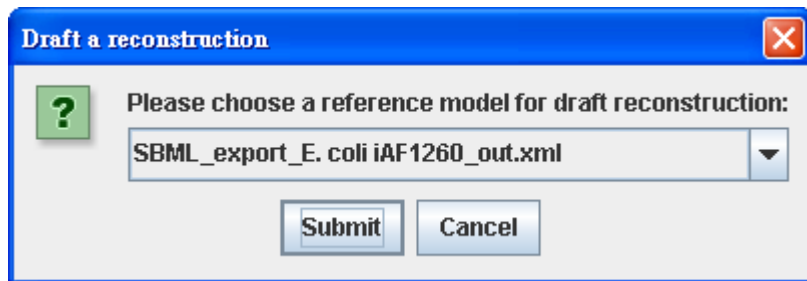 Draft a reconstruction
?
Please choose a reference model for draft reconstruction:
SBML_export_E. coli iAF1260_out.xml
Submit Cancel